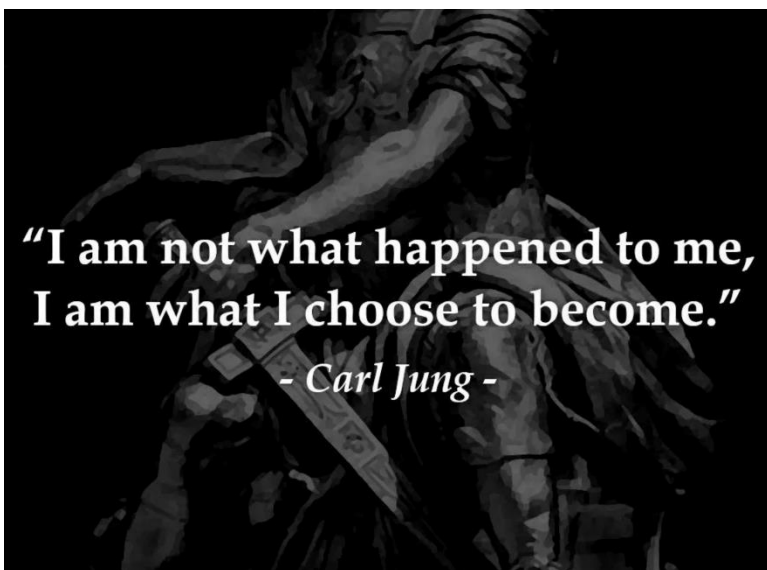 “I am not what happened to me,
I am what I choose to become.”
- Carl Jung -